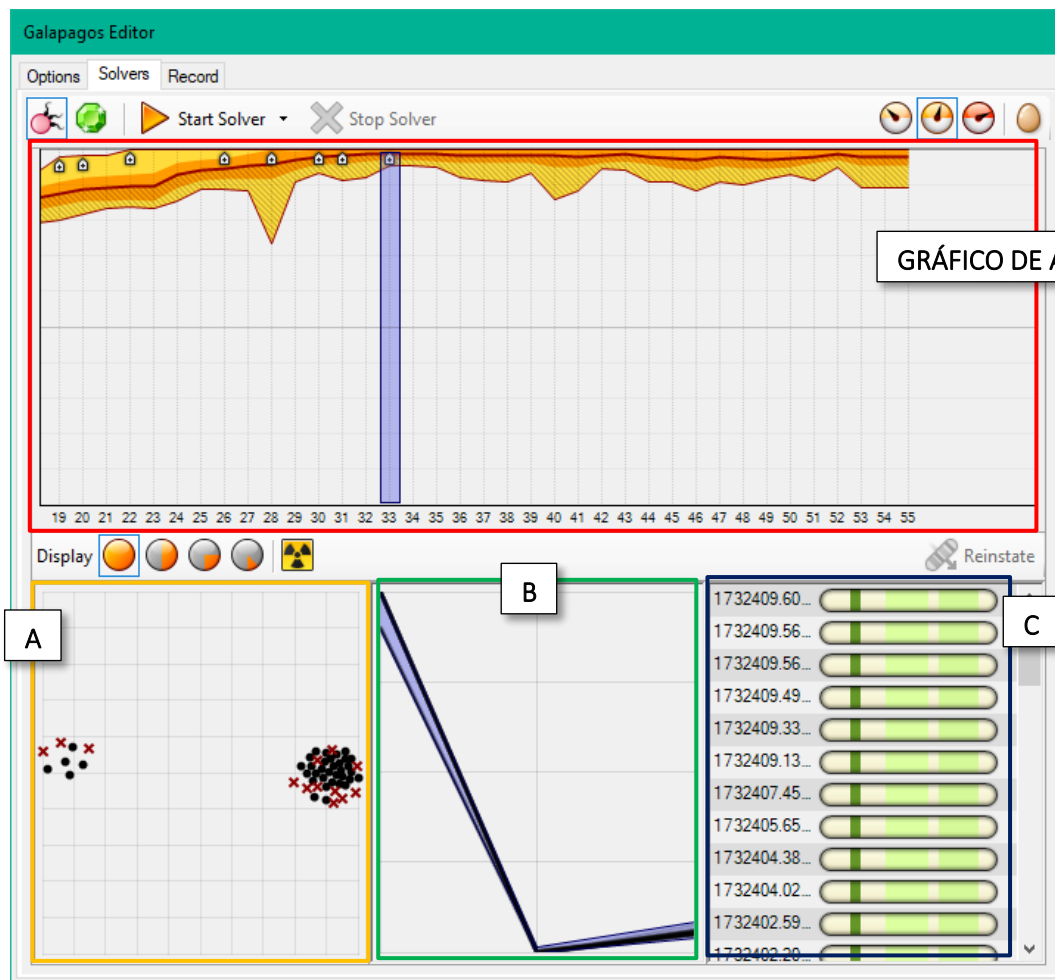 Galapagos Editor
Options Solvers Record
Start Solver Stop Solver
GRÁFICO DE A
19 20 21 22 23 24 25 26 27 28 29 30 31 32 33 34 35 36 37 38 39 40 41 42 43 44 45 46 47 48 49 50 51 52 53 54 55
Display Reinstate
A
B
C
1732409.60...
1732409.56...
1732409.56...
1732409.49...
1732409.33...
1732409.13...
1732407.45...
1732405.65...
1732404.38...
1732404.02...
1732402.59...
1732402.20...